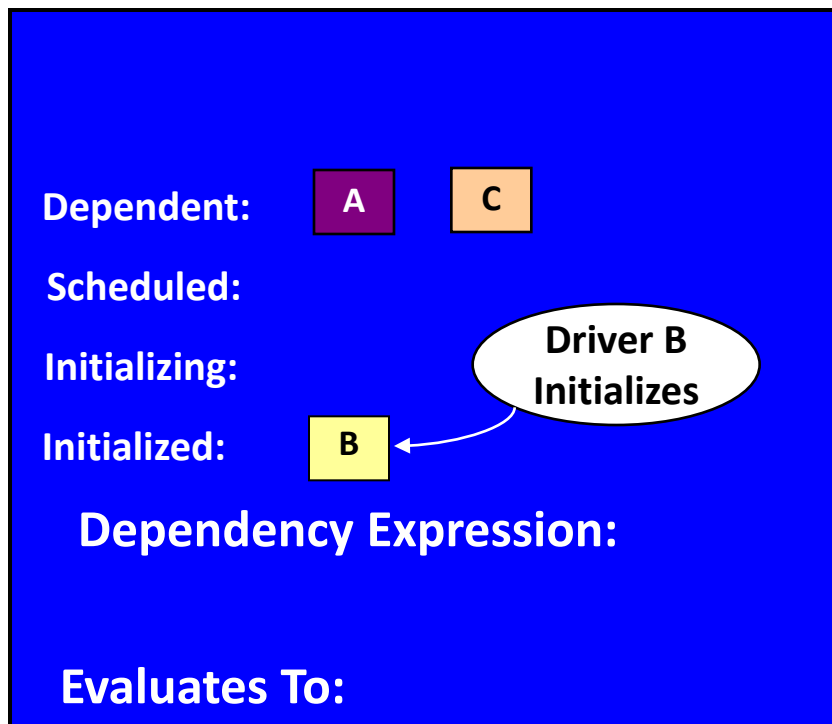 Dependent:
A
C
Scheduled:
Driver B
Initializes
Initializing:
Initialized:
B
Dependency Expression:
Evaluates To: